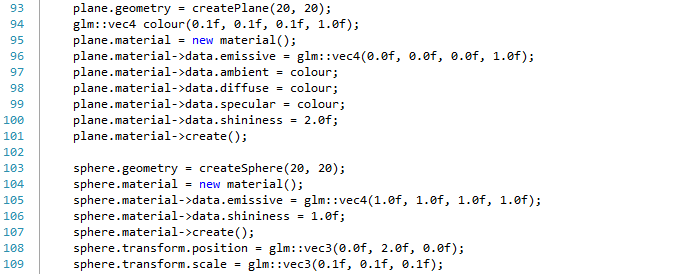 93 plane.geometry = createPlane(20, 20);
94 glm::vec4 colour(0.1f, 0.1f, 0.1f, 1.0f);
95 plane.material = new material();
96 plane.material->data.emissive = glm::vec4(0.0f, 0.0f, 0.0f, 1.0f);
97 plane.material->data.ambient = colour;
98 plane.material->data.diffuse = colour;
99 plane.material->data.specular = colour;
100 plane.material->data.shininess = 2.0f;
101 plane.material->create();
102
103 sphere.geometry = createSphere(20, 20);
104 sphere.material = new material();
105 sphere.material->data.emissive = glm::vec4(1.0f, 1.0f, 1.0f, 1.0f);
106 sphere.material->data.shininess = 1.0f;
107 sphere.material->create();
108 sphere.transform.position = glm::vec3(0.0f, 2.0f, 0.0f);
109 sphere.transform.scale = glm::vec3(0.1f, 0.1f, 0.1f);